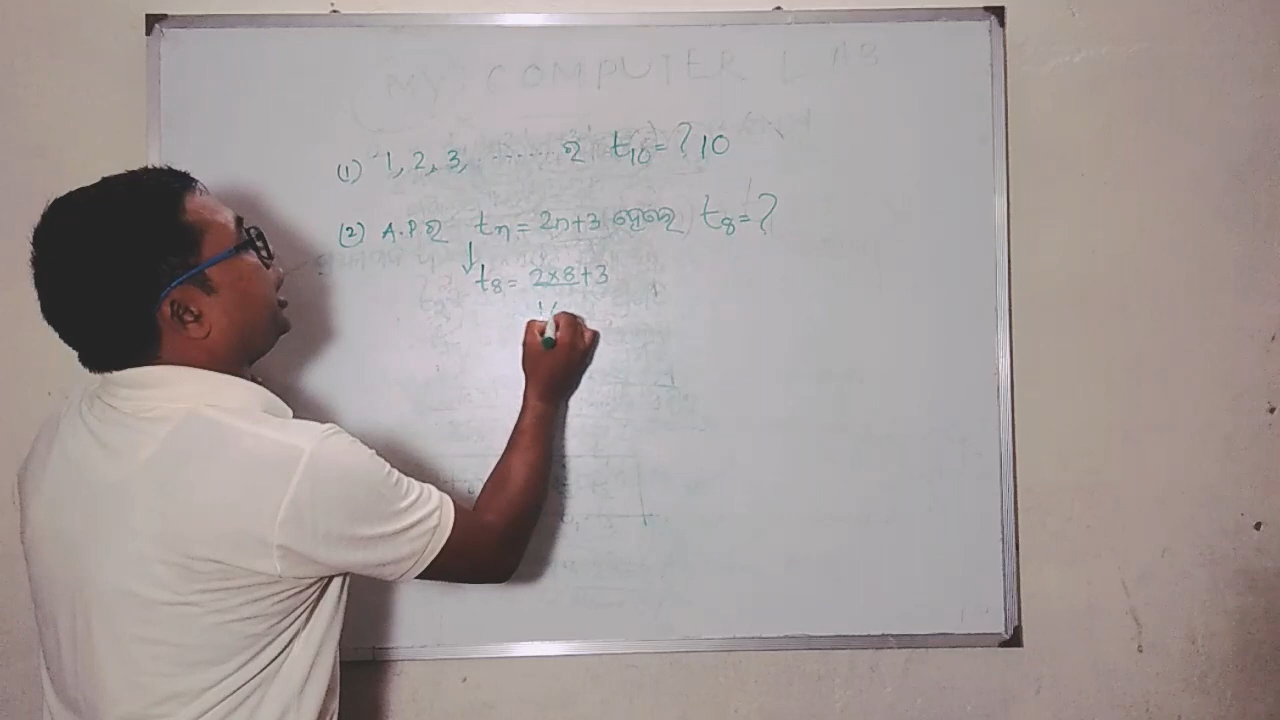 MY COMPUTER LAB
(1) 1, 2, 3, ........ ର t₁₀ = ? 10
(2) A.P. ର tₙ = 2n+3 ହେଲେ t₈ = ?
↓ t₈ = 2×8+3